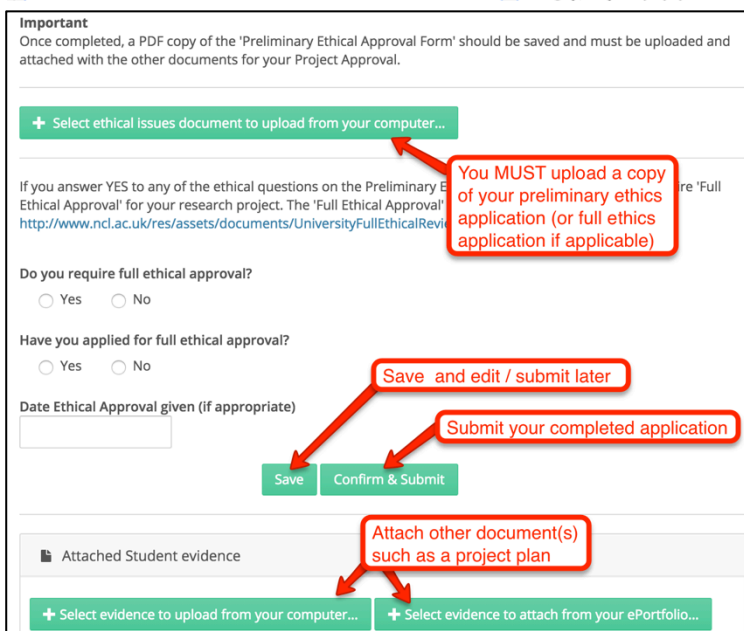 Important
Once completed, a PDF copy of the 'Preliminary Ethical Approval Form' should be saved and must be uploaded and
attached with the other documents for your Project Approval.
+ Select ethical issues document to upload from your computer...
You MUST upload a copy
of your preliminary ethics
application (or full ethics
application if applicable)
If you answer YES to any of the ethical questions on the Preliminary E re 'Full
Ethical Approval' for your research project. The 'Full Ethical Approval'
http://www.ncl.ac.uk/res/assets/documents/UniversityFullEthicalRevie
Do you require full ethical approval?
Yes No
Have you applied for full ethical approval?
Yes No
Save and edit / submit later
Date Ethical Approval given (if appropriate)
Submit your completed application
Save Confirm & Submit
Attach other document(s)
such as a project plan
Attached Student evidence
+ Select evidence to upload from your computer... + Select evidence to attach from your ePortfolio...